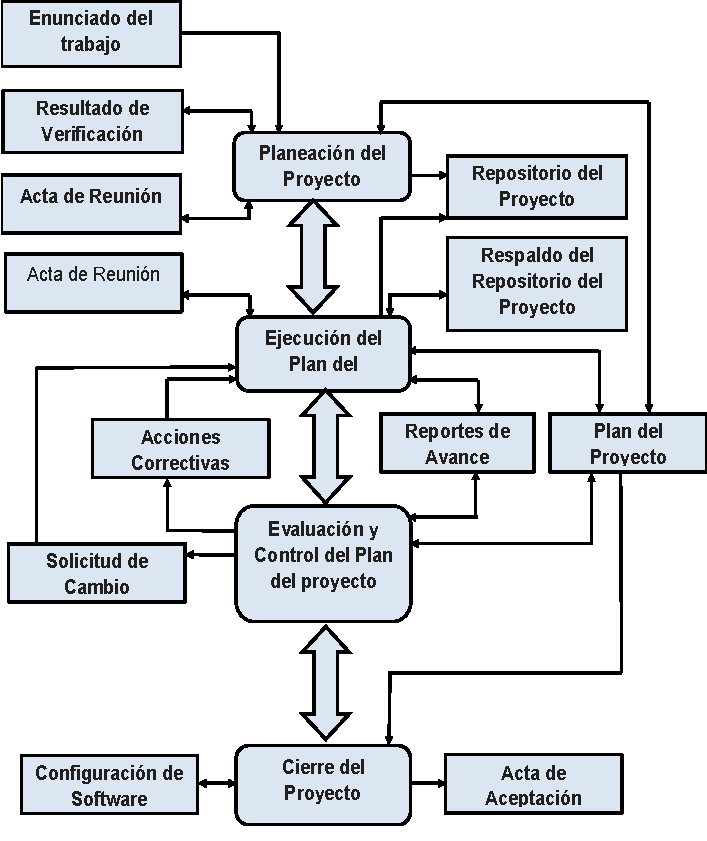 Enunciado del
trabajo
Resultado de
Verificación
Planeación del
Proyecto
Repositorio del
Proyecto
Acta de Reunión
Respaldo del
Repositorio del
Proyecto
Acta de Reunión
Ejecución del
Plan del
Acciones
Correctivas
Reportes de
Avance
Plan del
Proyecto
Evaluación y
Control del Plan
del proyecto
Solicitud de
Cambio
Cierre del
Proyecto
Configuración de
Software
Acta de
Aceptación